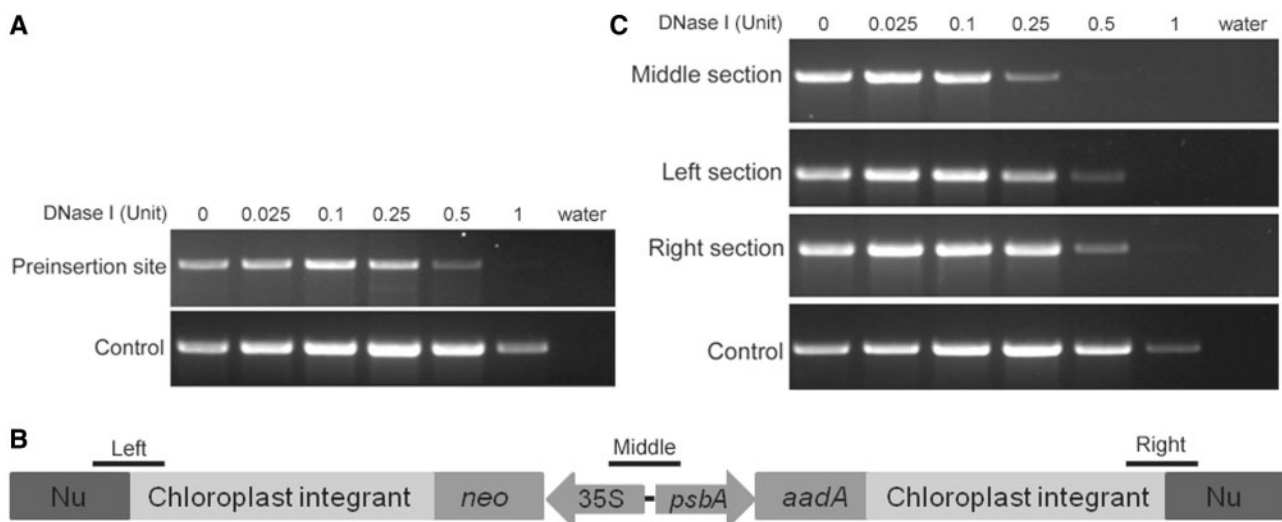 A
DNase I (Unit) 0 0.025 0.1 0.25 0.5 1 water
Preinsertion site
Control
C
DNase I (Unit) 0 0.025 0.1 0.25 0.5 1 water
Middle section
Left section
Right section
Control
B
Left Middle Right
Nu Chloroplast integrant neo 35S psbA aadA Chloroplast integrant Nu